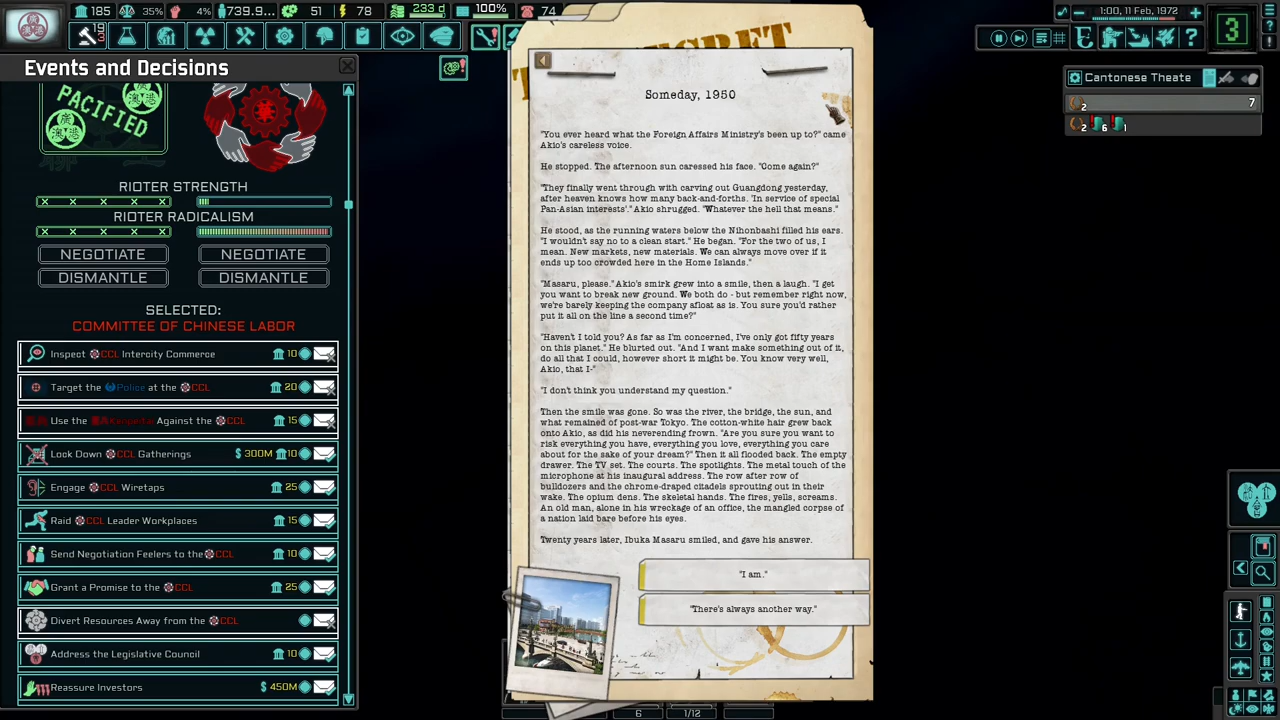 185
35%
4%
739.9...
51
78
233 d
100%
74
1:00, 11 Feb, 1972
3
Events and Decisions
PACIFIED
RIOTER STRENGTH
RIOTER RADICALISM
NEGOTIATE
NEGOTIATE
DISMANTLE
DISMANTLE
SELECTED:
COMMITTEE OF CHINESE LABOR
Inspect CCL Intercity Commerce 10
Target the Police at the CCL 20
Use the Kenpeitai Against the CCL 15
Lock Down CCL Gatherings $ 300M 10
Engage CCL Wiretaps 25
Raid CCL Leader Workplaces 15
Send Negotiation Feelers to the CCL 10
Grant a Promise to the CCL 25
Divert Resources Away from the CCL
Address the Legislative Council 10
Reassure Investors $ 450M
Someday, 1950
"You ever heard what the Foreign Affairs Ministry's been up to?" came
Akio's careless voice.
He stopped. The afternoon sun caressed his face. "Come again?"
"They finally went through with carving out Guangdong yesterday,
after heaven knows how many back-and-forths. 'In service of special
Pan-Asian interests'." Akio shrugged. "Whatever the hell that means."
He stood, as the running waters below the Nihonbashi filled his ears.
"I wouldn't say no to a clean start." He began. "For the two of us, I
mean. New markets, new materials. We can always move over if it
ends up too crowded here in the Home Islands."
"Masaru, please." Akio's smirk grew into a smile, then a laugh. "I get
you want to break new ground. We both do - but remember right now,
we're barely keeping the company afloat as is. You sure you'd rather
put it all on the line a second time?"
"Haven't I told you? As far as I'm concerned, I've only got fifty years
on this planet." He blurted out. "And I want make something out of it,
do all that I could, however short it might be. You know very well,
Akio, that I-"
"I don't think you understand my question."
Then the smile was gone. So was the river, the bridge, the sun, and
what remained of post-war Tokyo. The cotton-white hair grew back
onto Akio, as did his neverending frown. "Are you sure you want to
risk everything you have, everything you love, everything you care
about for the sake of your dream?" Then it all flooded back. The empty
drawer. The TV set. The courts. The spotlights. The metal touch of the
microphone at his inaugural address. The row after row of
bulldozers and the chrome-draped citadels sprouting out in their
wake. The opium dens. The skeletal hands. The fires, yells, screams.
An old man, alone in his wreckage of an office, the mangled corpse of
a nation laid bare before his eyes.
Twenty years later, Ibuka Masaru smiled, and gave his answer.
"I am."
"There's always another way."
Cantonese Theate
2
7
2 6 1
6
1/12